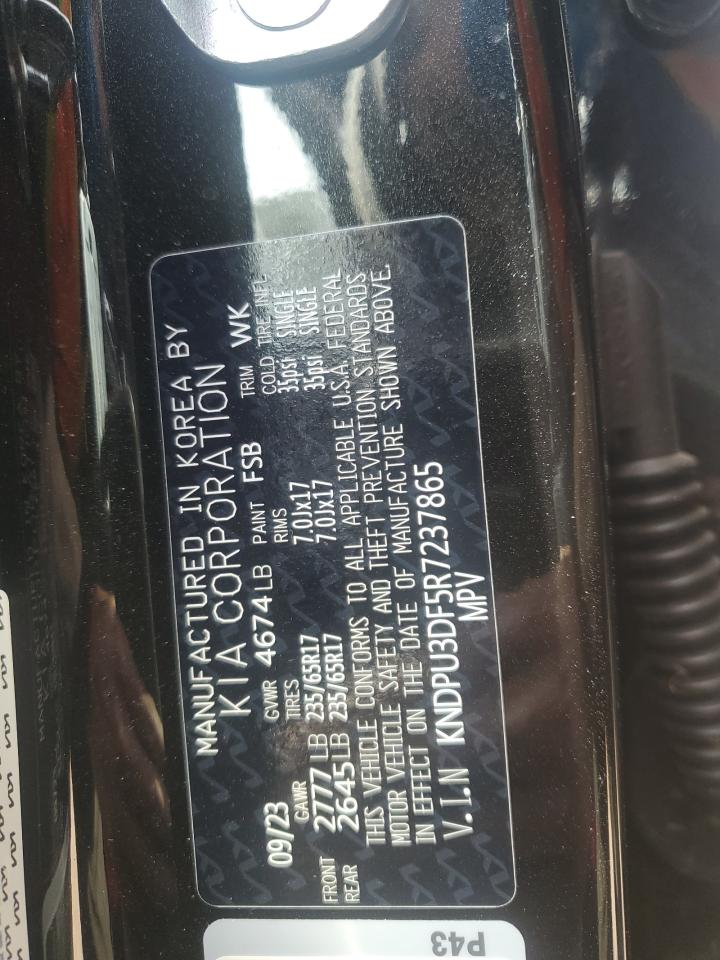 MANUFACTURED IN KOREA BY
KIA CORPORATION
09/23 GVWR 4674 LB PAINT FSB TRIM WK
GAWR TIRES RIMS COLD TIRE INFL
FRONT 2777 LB 235/65R17 7.0Jx17 35psi SINGLE
REAR 2645 LB 235/65R17 7.0Jx17 35psi SINGLE
THIS VEHICLE CONFORMS TO ALL APPLICABLE U.S.A. FEDERAL
MOTOR VEHICLE SAFETY AND THEFT PREVENTION STANDARDS
IN EFFECT ON THE DATE OF MANUFACTURE SHOWN ABOVE.
V.I.N KNDPU3DF5R7237865
MPV
P43